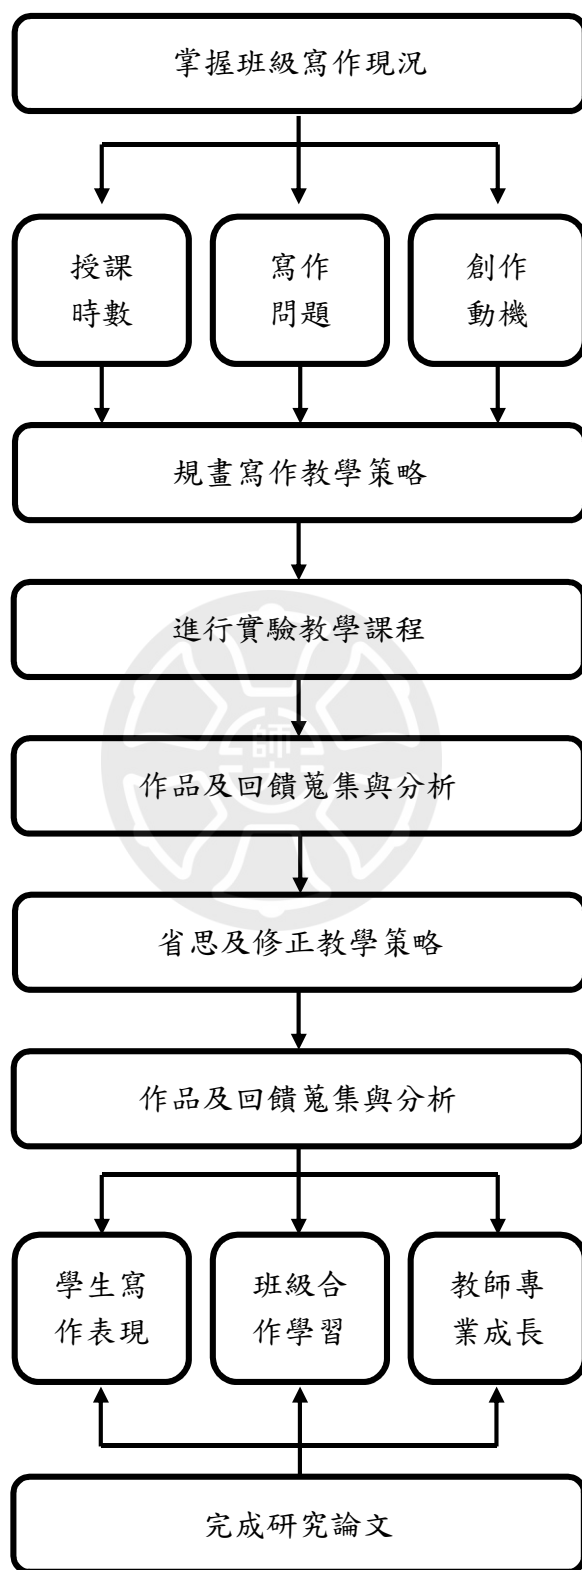 掌握班級寫作現況
授課
時數
寫作
問題
創作
動機
規畫寫作教學策略
進行實驗教學課程
師大
作品及回饋蒐集與分析
省思及修正教學策略
作品及回饋蒐集與分析
學生寫
作表現
班級合
作學習
教師專
業成長
完成研究論文